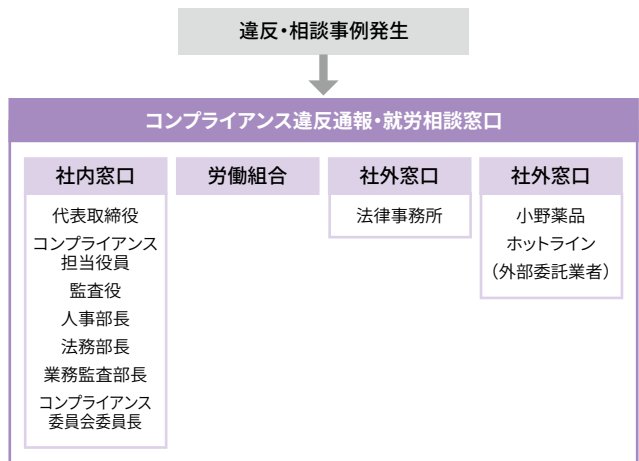 違反・相談事例発生
コンプライアンス違反通報・就労相談窓口
社内窓口
代表取締役
コンプライアンス
担当役員
監査役
人事部長
法務部長
業務監査部長
コンプライアンス
委員会委員長
労働組合
社外窓口
法律事務所
社外窓口
小野薬品
ホットライン
（外部委託業者）